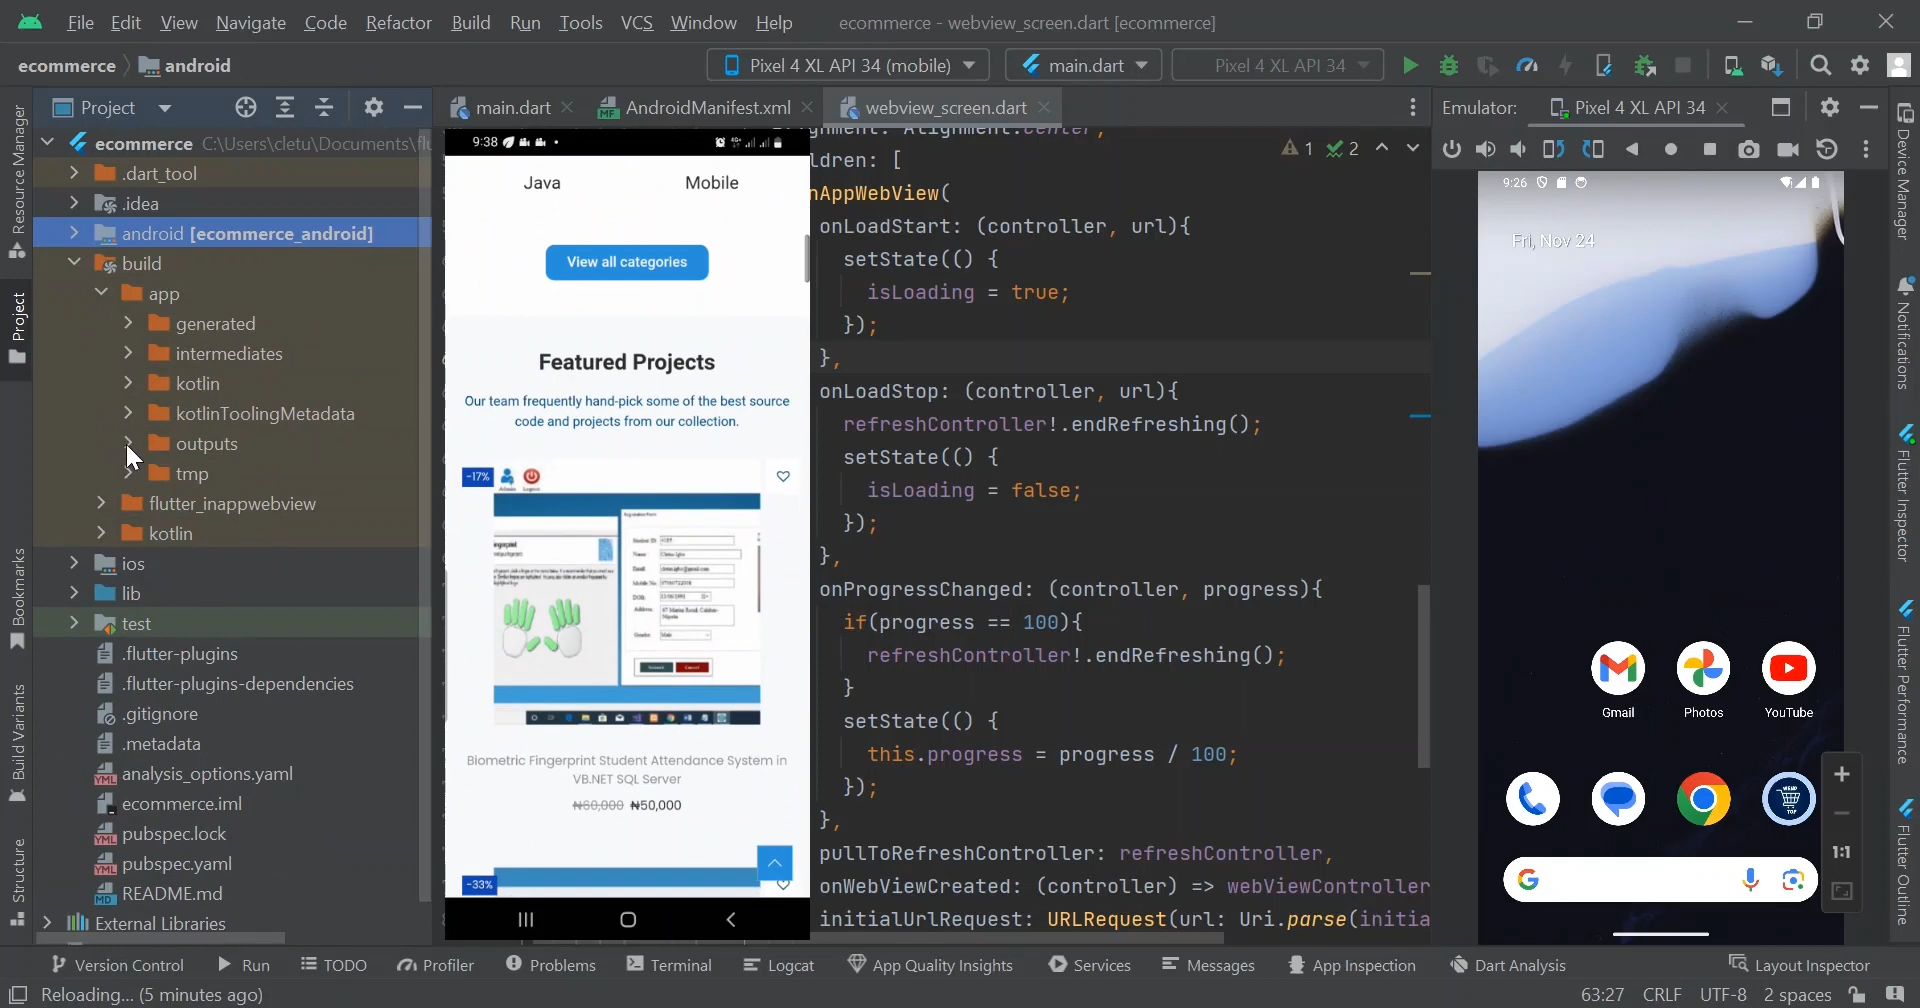 File Edit View Navigate Code Refactor Build Run Tools VCS Window Help ecommerce - webview_screen.dart [ecommerce]
ecommerce android
Pixel 4 XL API 34 (mobile) main.dart Pixel 4 XL API 34
Project
main.dart AndroidManifest.xml webview_screen.dart
Emulator: Pixel 4 XL API 34
Resource Manager
Project
Bookmarks
Build Variants
Structure
ecommerce C:\Users\cletu\Documents\flu
.dart_tool
.idea
android [ecommerce_android]
build
app
generated
intermediates
kotlin
kotlinToolingMetadata
outputs
tmp
flutter_inappwebview
kotlin
ios
lib
test
.flutter-plugins
.flutter-plugins-dependencies
.gitignore
.metadata
analysis_options.yaml
ecommerce.iml
pubspec.lock
pubspec.yaml
README.md
External Libraries
9:38
Java Mobile
View all categories
Featured Projects
Our team frequently hand-pick some of the best source
code and projects from our collection.
-17%
Biometric Fingerprint Student Attendance System in
VB.NET SQL Server
₦60,000 ₦50,000
-33%
1 2
ldren: [
nAppWebView(
onLoadStart: (controller, url){
setState(() {
isLoading = true;
});
},
onLoadStop: (controller, url){
refreshController!.endRefreshing();
setState(() {
isLoading = false;
});
},
onProgressChanged: (controller, progress){
if(progress == 100){
refreshController!.endRefreshing();
}
setState(() {
this.progress = progress / 100;
});
},
pullToRefreshController: refreshController,
onWebViewCreated: (controller) => webViewController
initialUrlRequest: URLRequest(url: Uri.parse(initia
9:26
Fri, Nov 24
Gmail Photos YouTube
1:1
Device Manager
Notifications
Flutter Inspector
Flutter Performance
Flutter Outline
Version Control Run TODO Profiler Problems Terminal Logcat App Quality Insights Services Messages App Inspection Dart Analysis Layout Inspector
Reloading... (5 minutes ago) 63:27 CRLF UTF-8 2 spaces